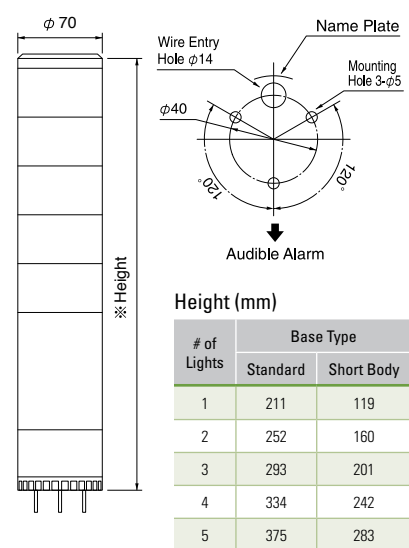 φ 70
※ Height
Name Plate
Wire Entry
Hole φ14
Mounting
Hole 3-φ5
φ40
120°
120°
Audible Alarm
Height (mm)
# of
Lights
Base Type
Standard Short Body
1 211 119
2 252 160
3 293 201
4 334 242
5 375 283